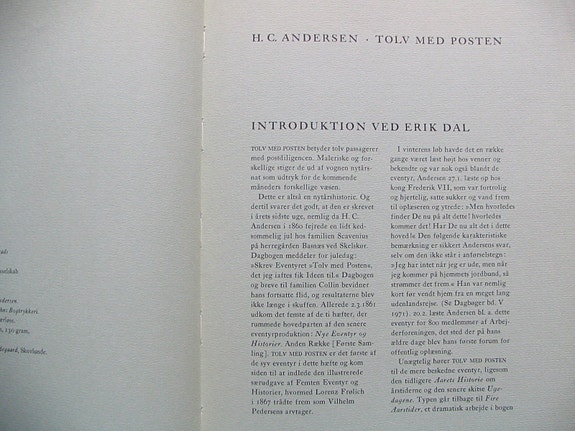 ndersen.
þegaard, Skovlunde.
H. C. ANDERSEN · TOLV MED POSTEN
INTRODUKTION VED ERIK DAL
TOLV MED POSTEN betyder tolv passagerer
med postdiligencen. Maleriske og for-
skellige stiger de ud af vognen nytårs-
nat som udtryk for de kommende
måneders forskellige væsen.
Dette er altså en nytårshistorie. Og
dertil svarer det godt, at den er skrevet
i årets sidste uge, nemlig da H. C.
Andersen i 1860 fejrede en lidt ked-
sommelig jul hos familien Scavenius
på herregården Basnæs ved Skelskør.
Dagbogen meddeler for juledag:
»Skrev Eventyret »Tolv med Posten«,
det jeg iaftes fik Ideen til.« Dagbogen
og breve til familien Collin bevidner
hans fortsatte flid, og resultaterne blev
ikke længe i skuffen. Allerede 2.3.1861
udkom det første af de ti hæfter, der
rummede hovedparten af den senere
eventyrproduktion: Nye Eventyr og
Historier. Anden Række [Første Sam-
ling]. TOLV MED POSTEN er det første af
de syv eventyr i dette hæfte og kom
siden til at indlede den illustrerede
særudgave af Femten Eventyr og
Historier, hvormed Lorenz Frølich
i 1867 trådte frem som Vilhelm
Pedersens arvtager.
I vinterens løb havde det en række
gange været læst højt hos venner og
bekendte og var nok også blandt de
eventyr, Andersen 27.1. læste op hos
kong Frederik VII, som var fortrolig
og hjertelig, satte sukker og vand frem
til oplæseren og ytrede: »Men hvorledes
finder De nu på alt dette! hvorledes
kommer det! Har De nu alt det i dette
hoved!« Den følgende karakteristiske
bemærkning er sikkert Andersens svar,
selv om den ikke står i anførselstegn:
»Jeg har intet når jeg er ude, men når
jeg kommer på hjemmets jordbund, så
strømmer det frem.« Han var nemlig
kort før vendt hjem fra en meget lang
udenlandsrejse. (Se Dagbøger bd. V
1971). 20.2. læste Andersen bl. a. dette
eventyr for 800 medlemmer af Arbej-
derforeningen, det sted der på hans
ældre dage blev hans første forum for
offentlig oplæsning.
Unægtelig hører TOLV MED POSTEN
til de mere beskedne eventyr, ligesom
den tidligere Aarets Historie om
årstiderne og den senere skitse Uge-
dagene. Typen går tilbage til Fire
Aarstider, et dramatisk arbejde i bogen